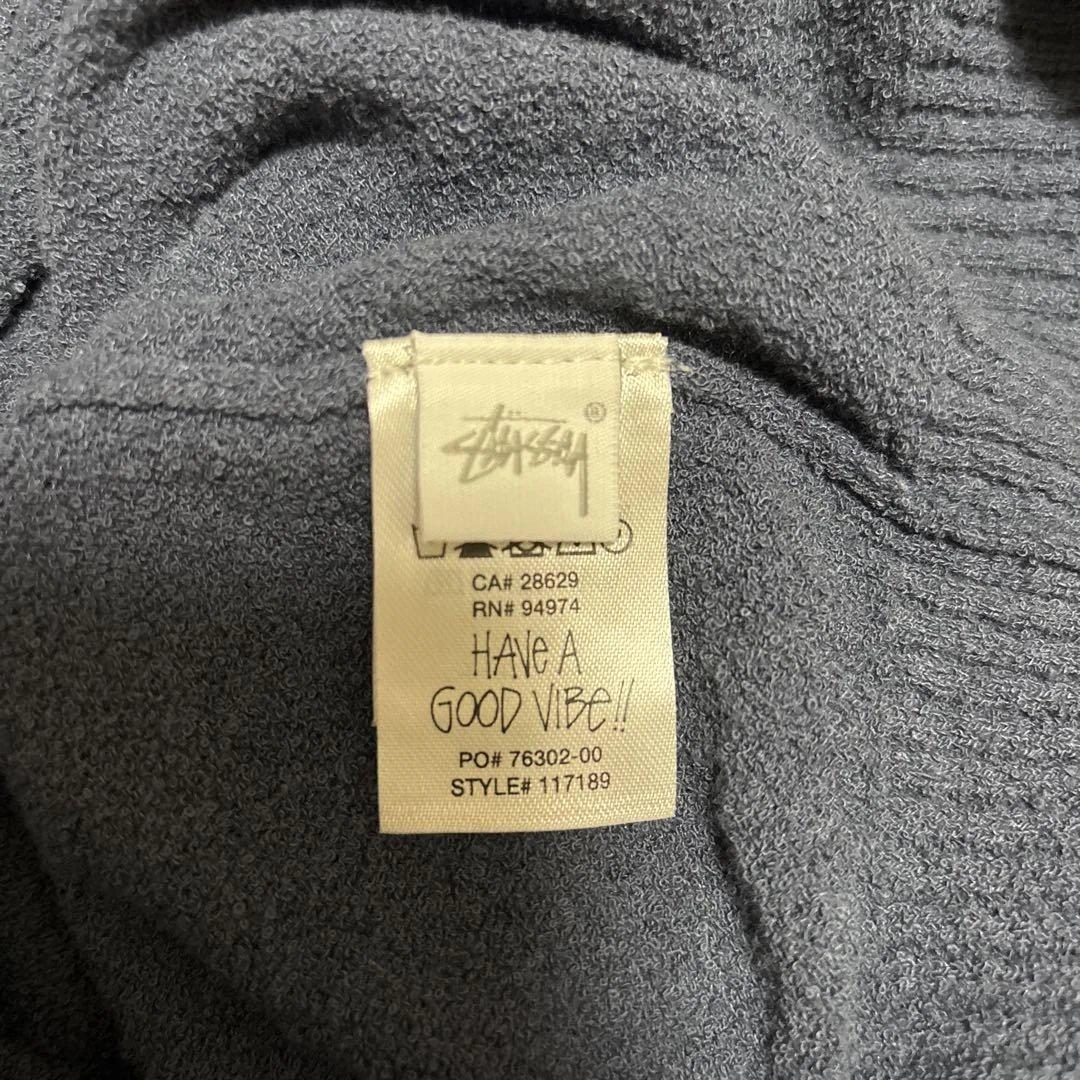 Stüssy ®
CA# 28629
RN# 94974
HAVE A
GOOD VIBE!!
PO# 76302-00
STYLE# 117189